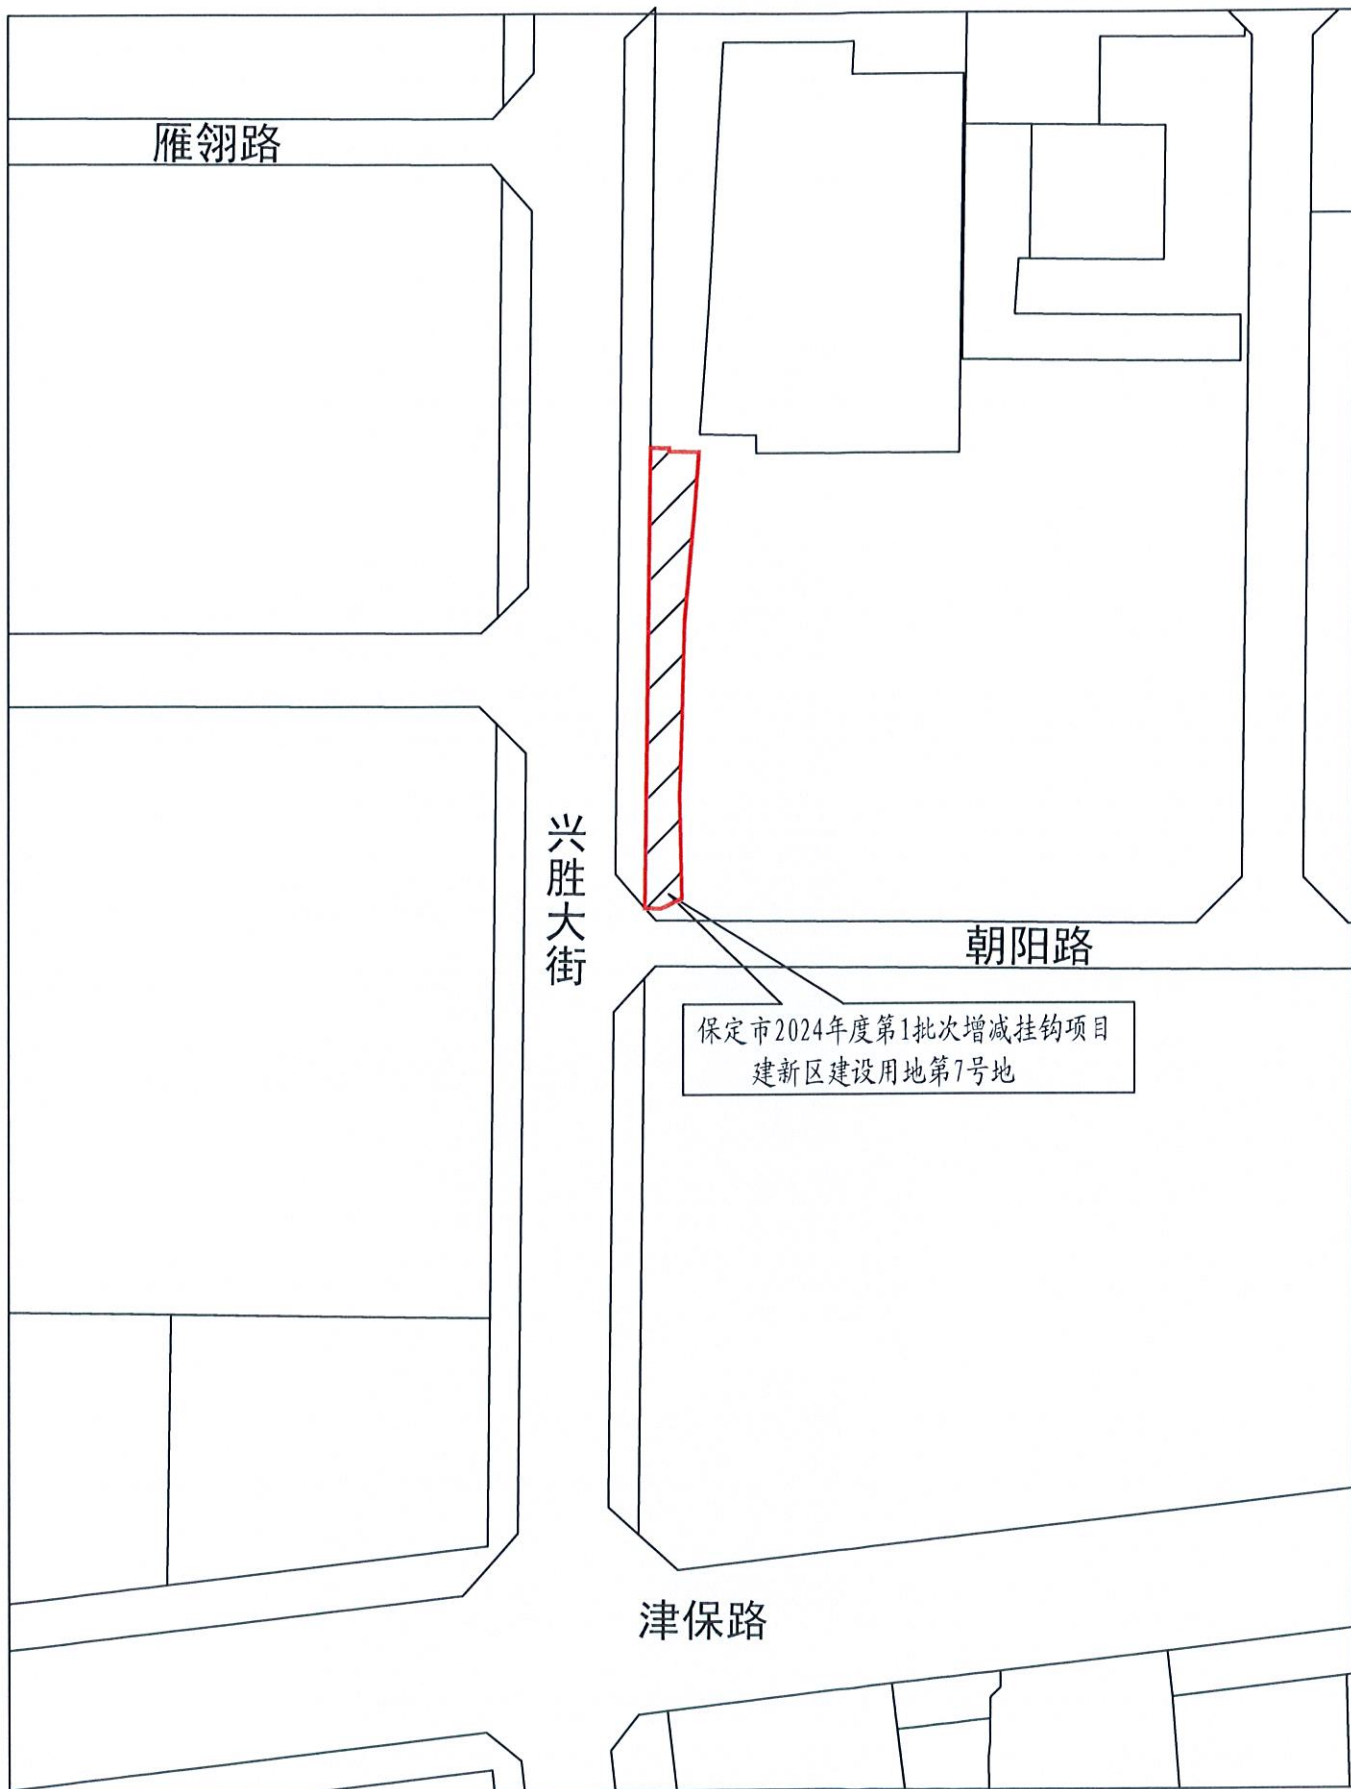 雁翎路
兴胜大街
朝阳路
保定市2024年度第1批次增减挂钩项目
建新区建设用地第7号地
津保路